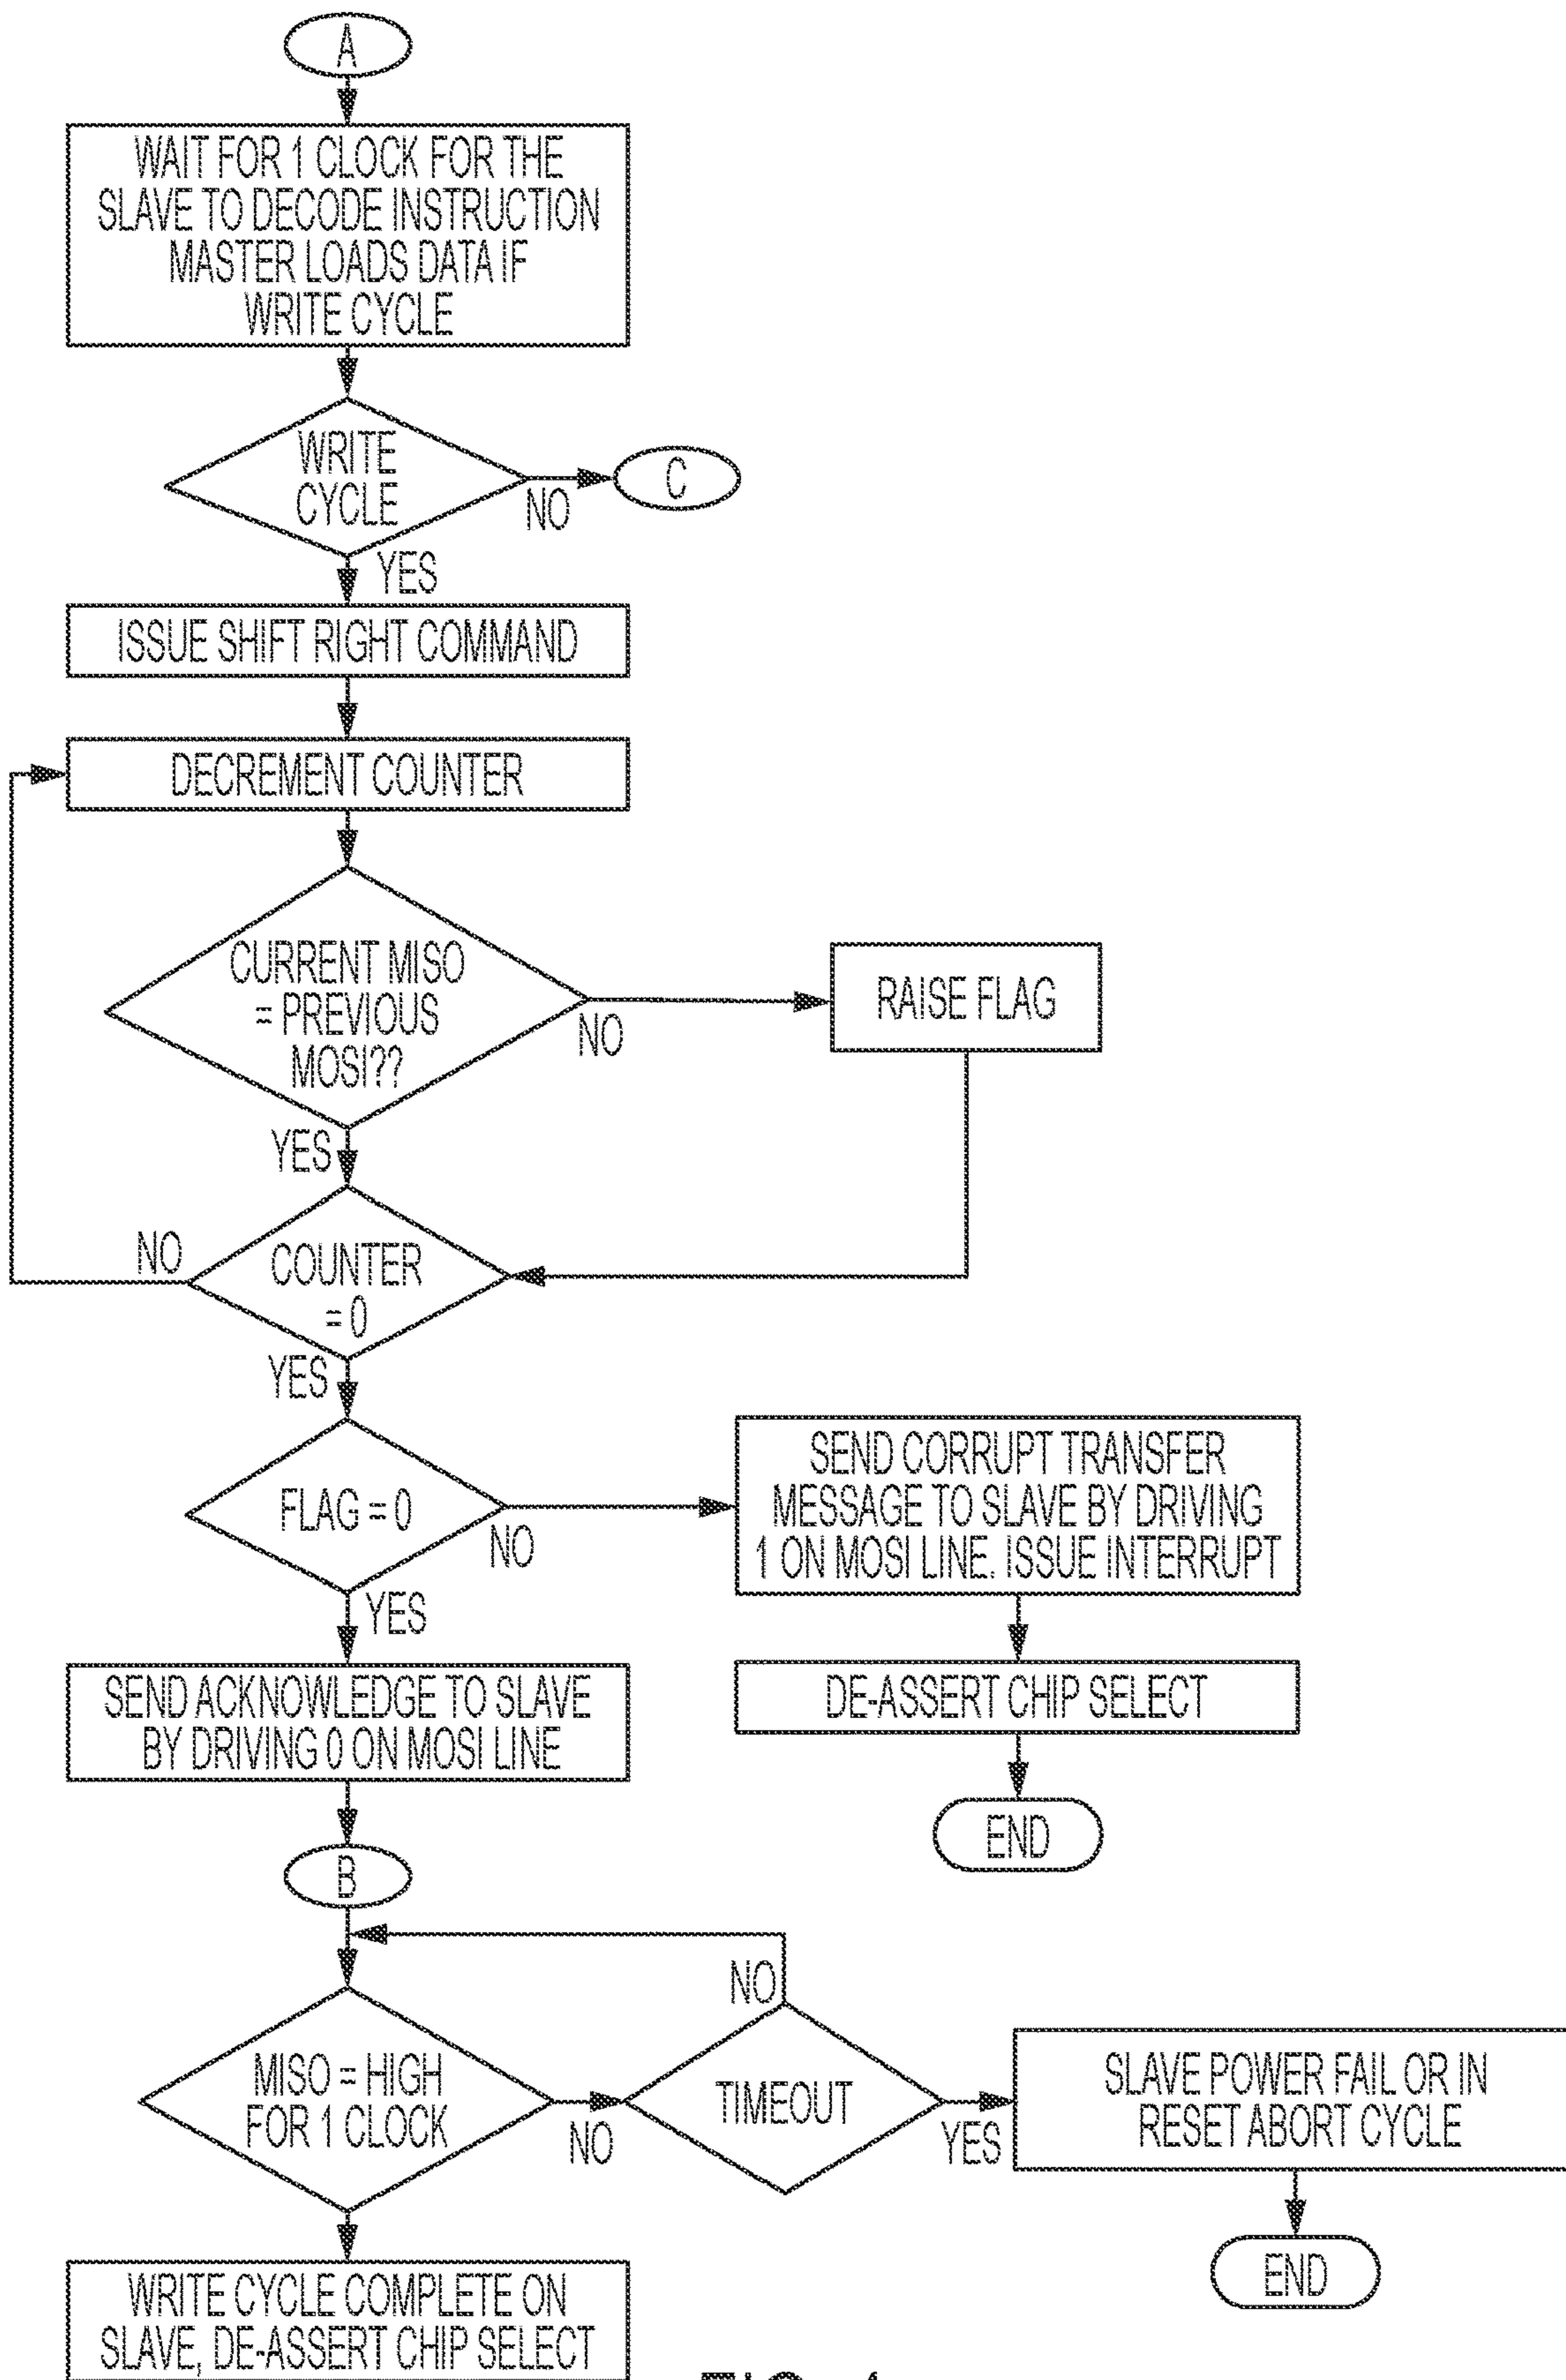 A
WAIT FOR 1 CLOCK FOR THE
SLAVE TO DECODE INSTRUCTION
MASTER LOADS DATA IF
WRITE CYCLE
WRITE
CYCLE
NO
C
YES
ISSUE SHIFT RIGHT COMMAND
DECREMENT COUNTER
CURRENT MISO
= PREVIOUS
MOSI??
NO
RAISE FLAG
YES
NO
COUNTER
= 0
YES
FLAG = 0
NO
SEND CORRUPT TRANSFER
MESSAGE TO SLAVE BY DRIVING
1 ON MOSI LINE. ISSUE INTERRUPT
YES
SEND ACKNOWLEDGE TO SLAVE
BY DRIVING 0 ON MOSI LINE
DE-ASSERT CHIP SELECT
END
B
NO
MISO = HIGH
FOR 1 CLOCK
NO
TIMEOUT
YES
SLAVE POWER FAIL OR IN
RESET ABORT CYCLE
END
WRITE CYCLE COMPLETE ON
SLAVE, DE-ASSERT CHIP SELECT